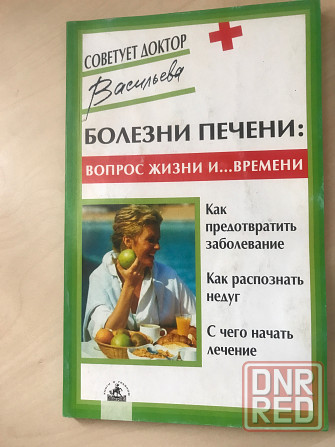 СОВЕТУЕТ ДОКТОР
Васильева
БОЛЕЗНИ ПЕЧЕНИ:
ВОПРОС ЖИЗНИ И...ВРЕМЕНИ
Как
предотвратить
заболевание
Как распознать
недуг
С чего начать
лечение
DNR
RED